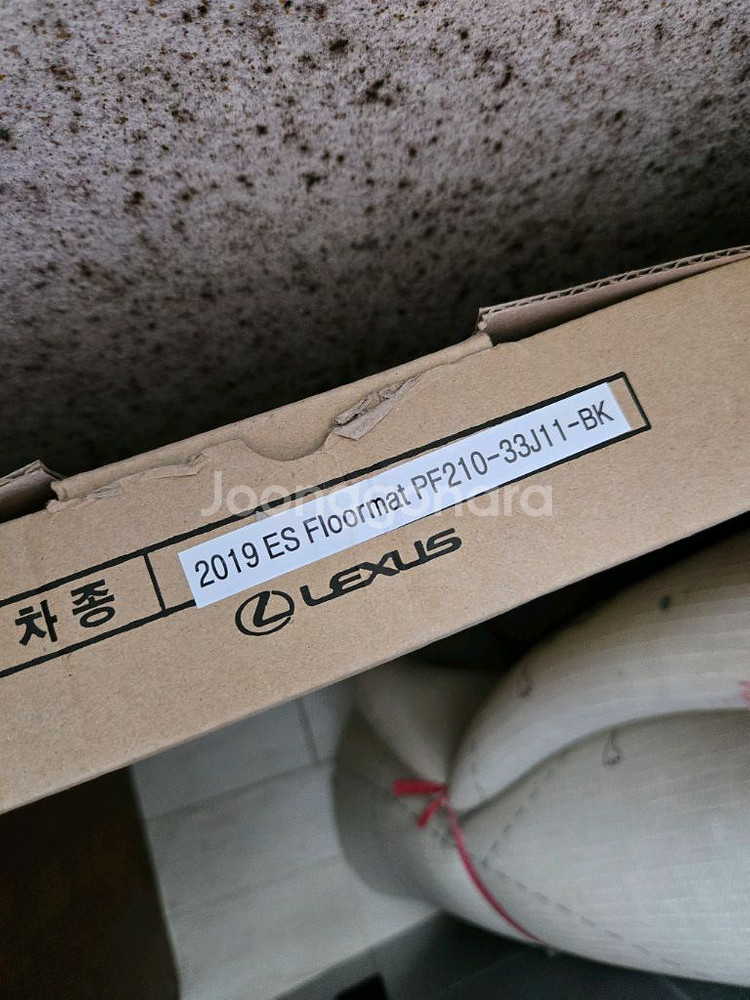 차종 2019 ES Floormat PF210-33J11-BK
LEXUS
Joonggonara